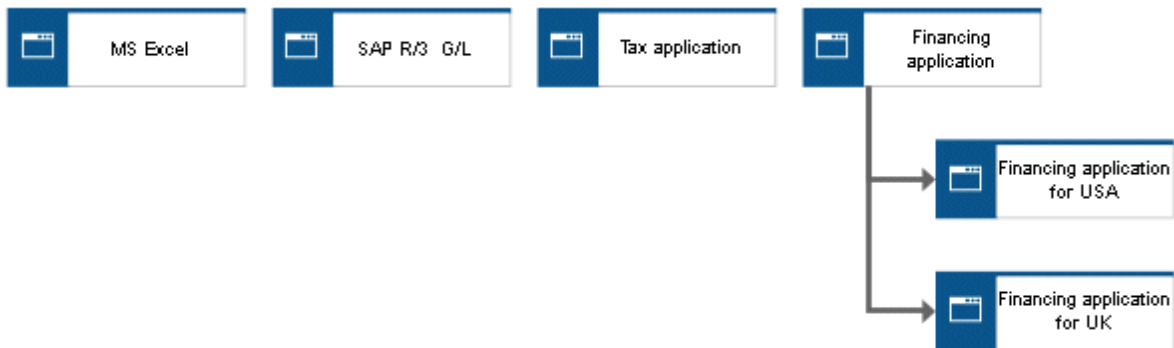 MS Excel
SAP R/3 G/L
Tax application
Financing
application
Financing application
for USA
Financing application
for UK